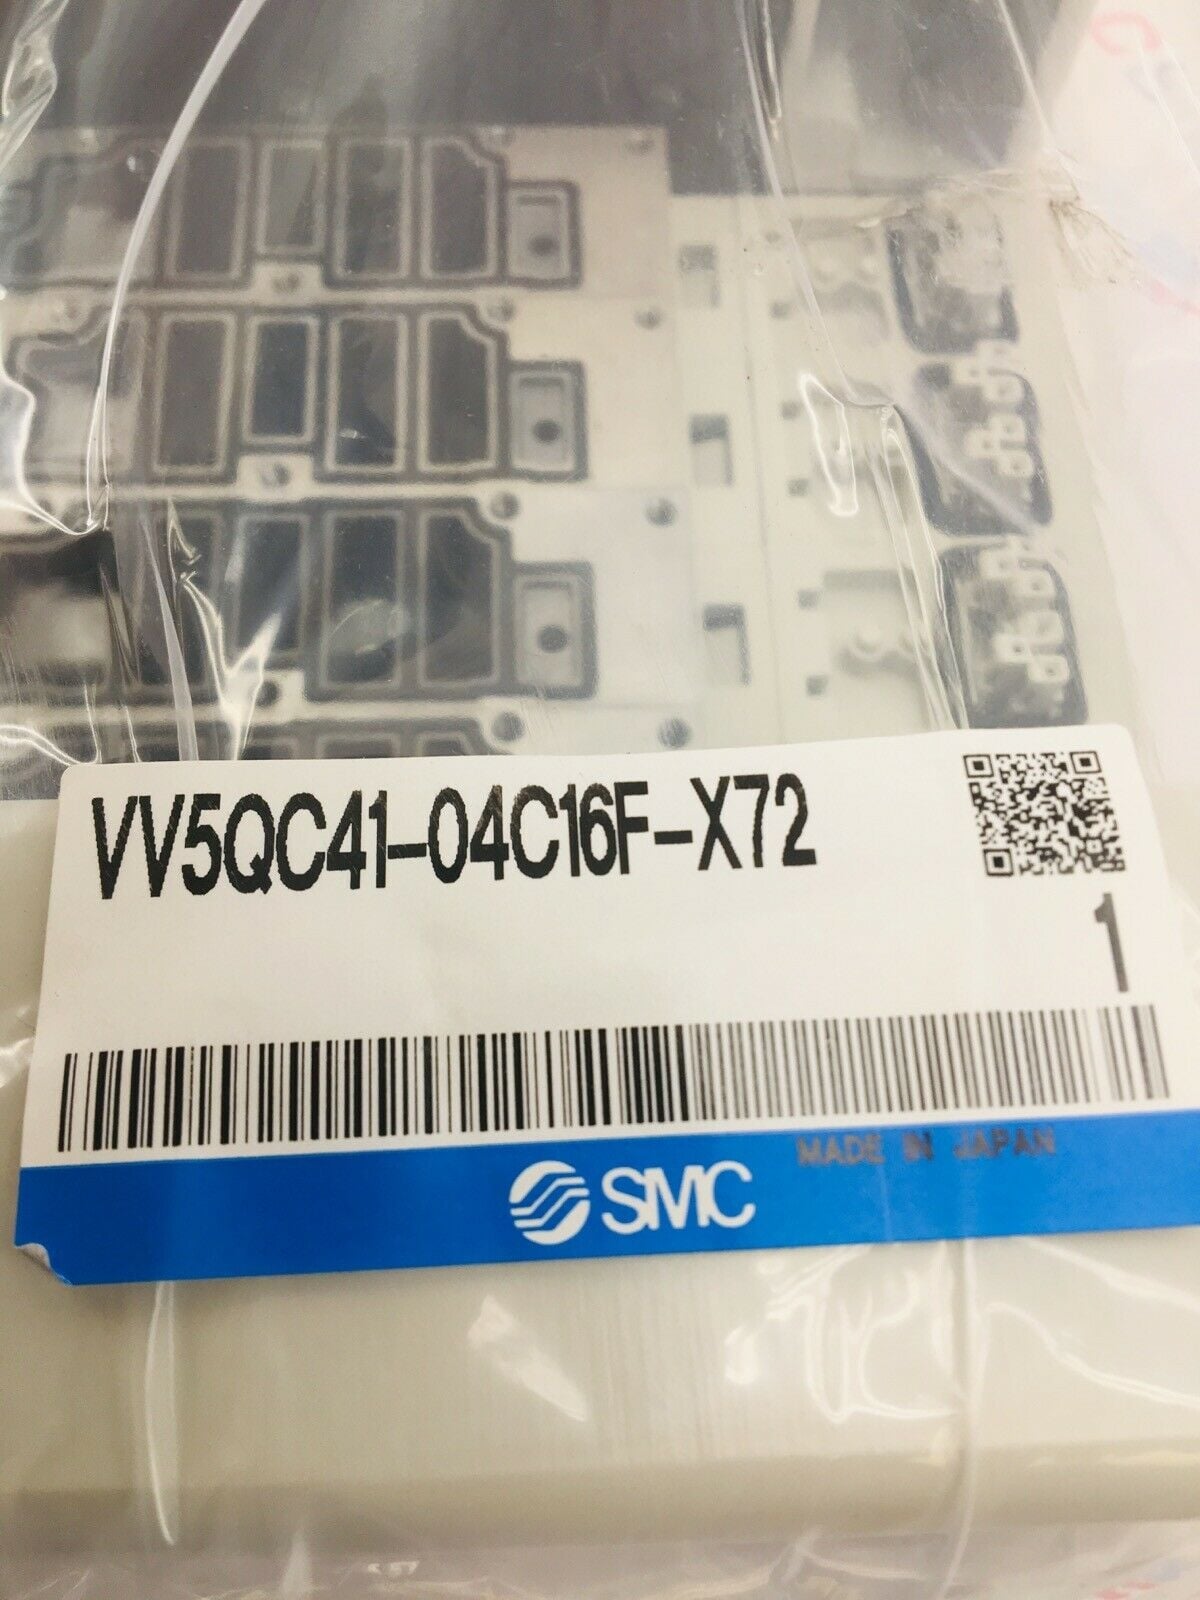 VV5QC41-04C16F-X72
1
MADE IN JAPAN
SMC